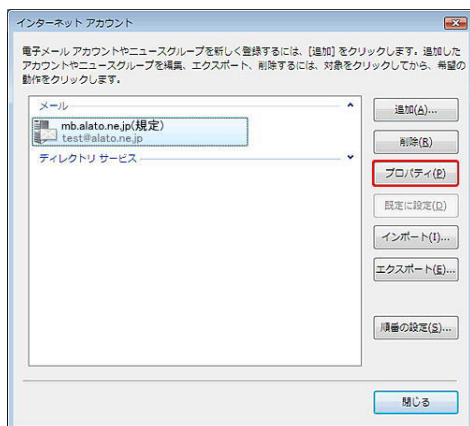 インターネット アカウント
電子メール アカウントやニュースグループを新しく登録するには、[追加] をクリックします。追加した
アカウントやニュースグループを編集、エクスポート、削除するには、対象をクリックしてから、希望の
動作をクリックします。
メール
mb.alato.ne.jp(規定)
test@alato.ne.jp
ディレクトリ サービス
追加(A)...
削除(R)
プロパティ(P)
既定に設定(D)
インポート(I)...
エクスポート(E)...
順番の設定(S)...
閉じる